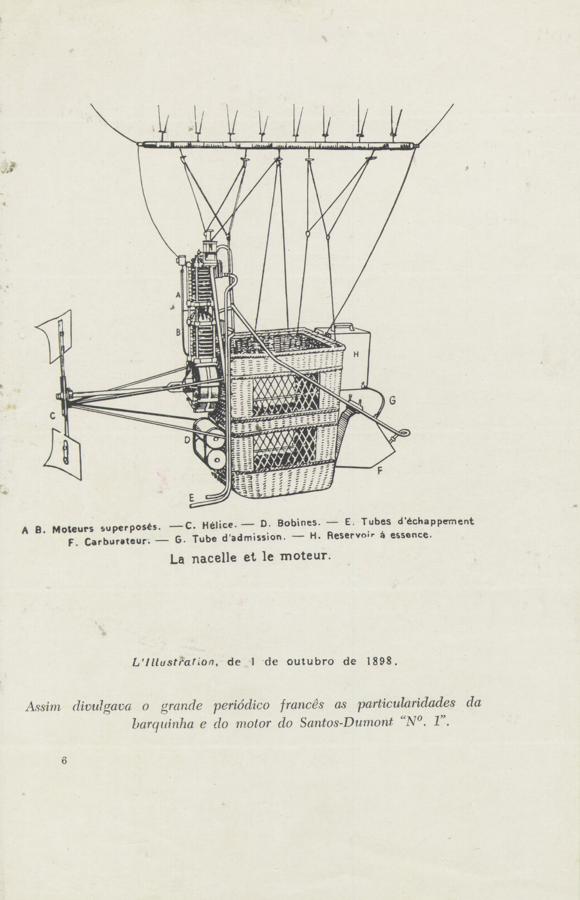 A
B
C
D
E
F
G
H
A B. Moteurs superposés. — C. Hélice. — D. Bobines. — E. Tubes d'échappement
F. Carburateur. — G. Tube d'admission. — H. Reservoir à essence.
La nacelle et le moteur.
L'Illustration, de 1 de outubro de 1898.
Assim divulgava o grande periódico francês as particularidades da
barquinha e do motor do Santos-Dumont “Nº. 1”.
6